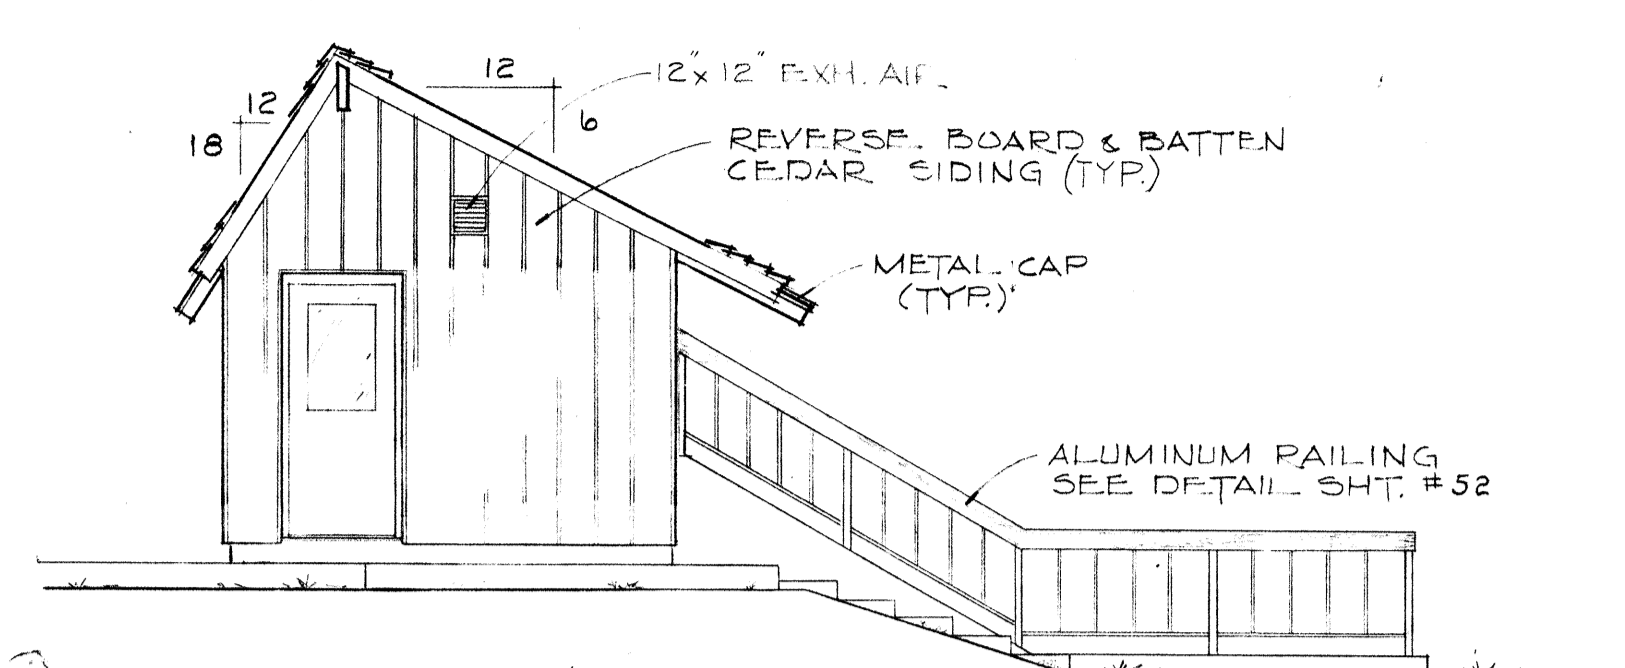 12"x 12" EXH. AIR
12
12
6
18
REVERSE BOARD & BATTEN
CEDAR SIDING (TYP.)
METAL CAP
(TYP.)
ALUMINUM RAILING
SEE DETAIL SHT. #52